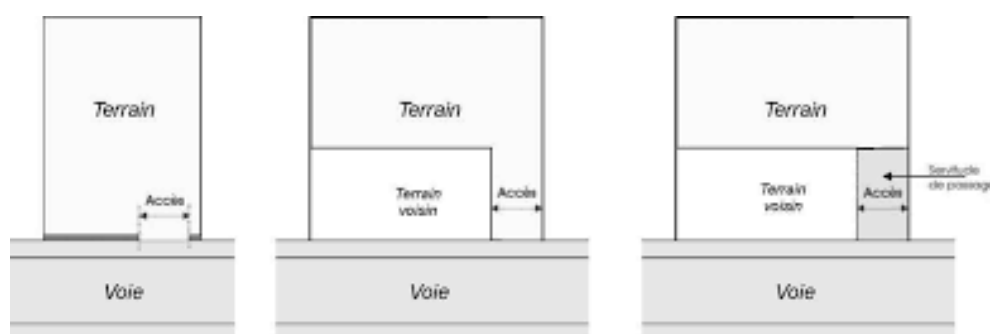 Terrain
Accès
Voie
Terrain
Terrain
voisin
Accès
Voie
Terrain
Terrain
voisin
Accès
Servitude
de passage
Voie